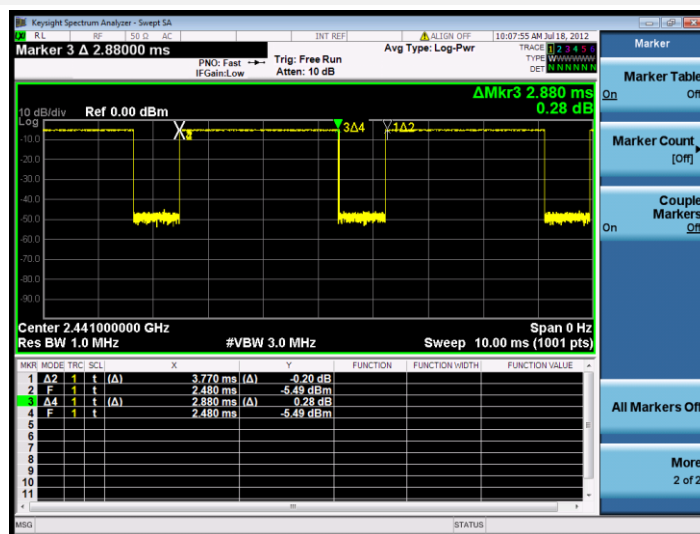 Keysight Spectrum Analyzer - Swept SA
RL RF 50 Ω AC INT REF ALIGN OFF 10:07:55 AM Jul 18, 2012
Marker 3 Δ 2.88000 ms
PNO: Fast
IFGain:Low
Trig: Free Run
Atten: 10 dB
Avg Type: Log-Pwr
TRACE 1 2 3 4 5 6
TYPE WWWWWW
DET N N N N N N
ΔMkr3 2.880 ms
0.28 dB
10 dB/div Ref 0.00 dBm
Log
-10.0
-20.0
-30.0
-40.0
-50.0
-60.0
-70.0
-80.0
-90.0
3Δ4
1Δ2
Center 2.441000000 GHz Span 0 Hz
Res BW 1.0 MHz #VBW 3.0 MHz Sweep 10.00 ms (1001 pts)
MKR MODE TRC SCL X Y FUNCTION FUNCTION WIDTH FUNCTION VALUE
1 Δ2 1 t (Δ) 3.770 ms (Δ) -0.20 dB
2 F 1 t 2.480 ms -5.49 dBm
3 Δ4 1 t (Δ) 2.880 ms (Δ) 0.28 dB
4 F 1 t 2.480 ms -5.49 dBm
5
6
7
8
9
10
11
MSG STATUS
Marker
Marker Table
On Off
Marker Count
[Off]
Couple
Markers
On Off
All Markers Off
More
2 of 2